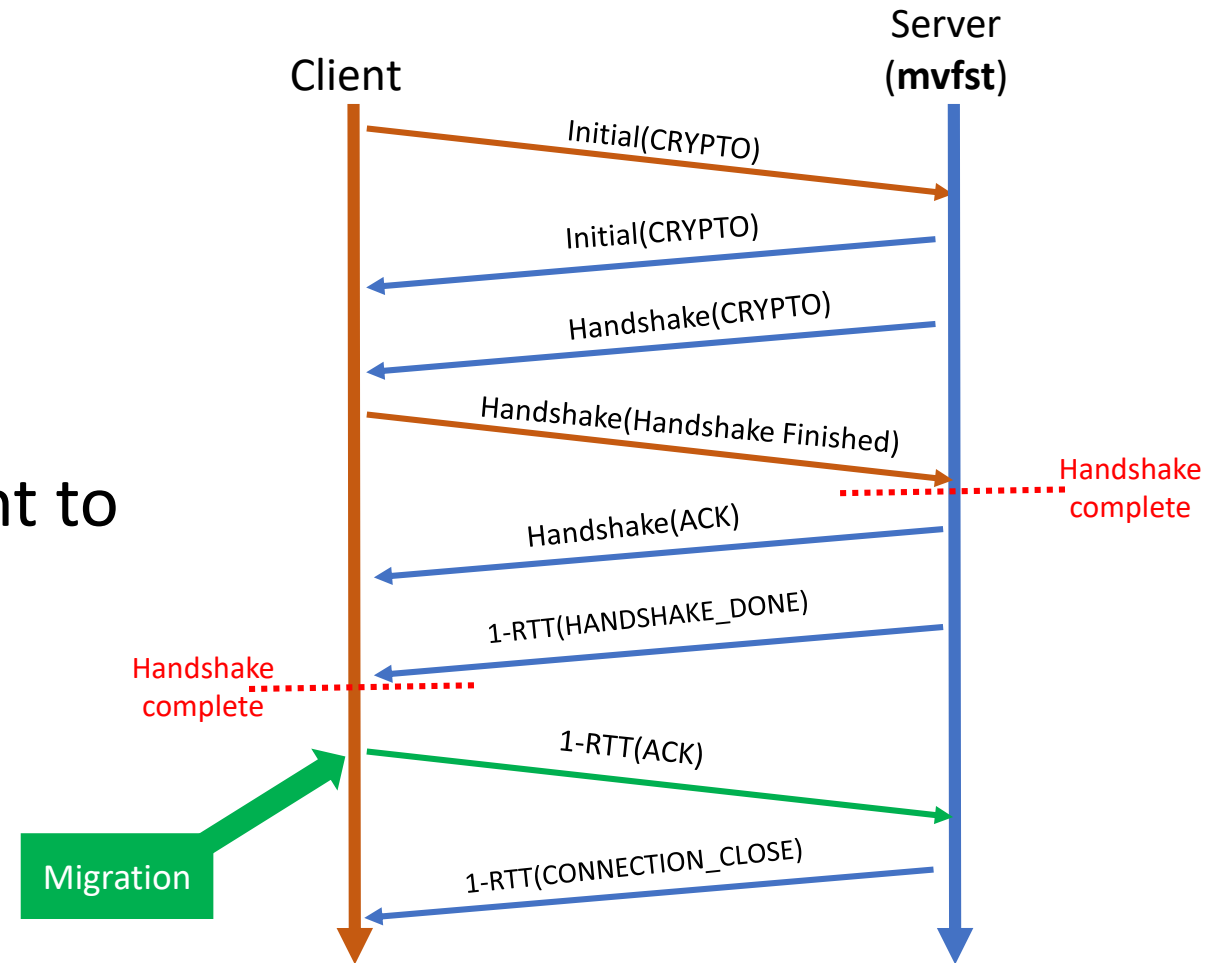 Server
(mvfst)
Client
Initial(CRYPTO)
Initial(CRYPTO)
Handshake(CRYPTO)
Handshake(Handshake Finished)
Handshake
complete
nt to
Handshake(ACK)
1-RTT(HANDSHAKE_DONE)
Handshake
complete
1-RTT(ACK)
Migration
1-RTT(CONNECTION_CLOSE)